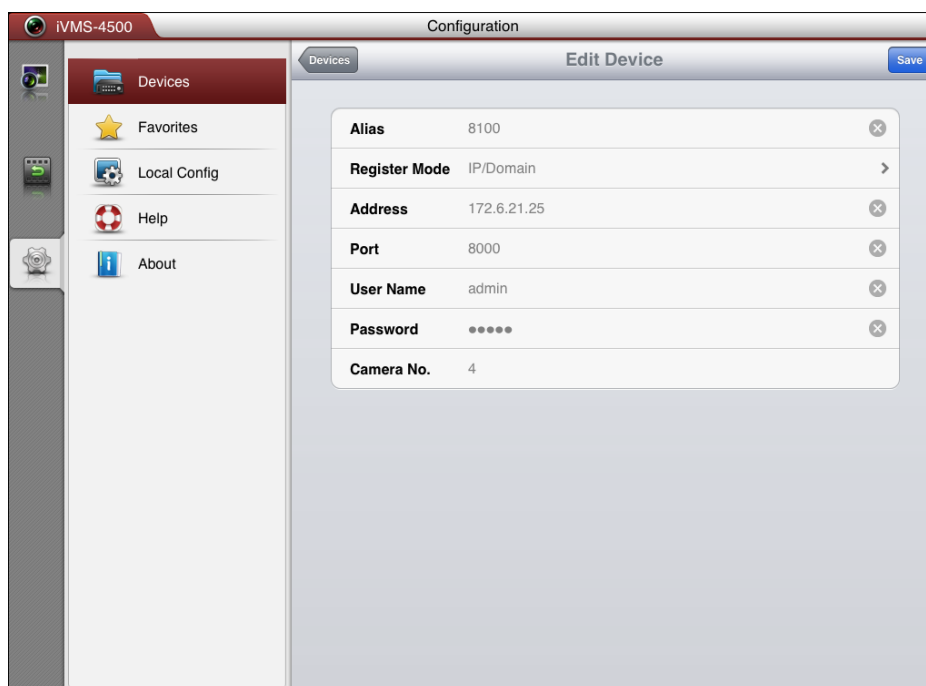 iVMS-4500
Configuration
Devices
Favorites
Local Config
Help
About
Devices
Edit Device
Save
Alias 8100
Register Mode IP/Domain
Address 172.6.21.25
Port 8000
User Name admin
Password •••••
Camera No. 4